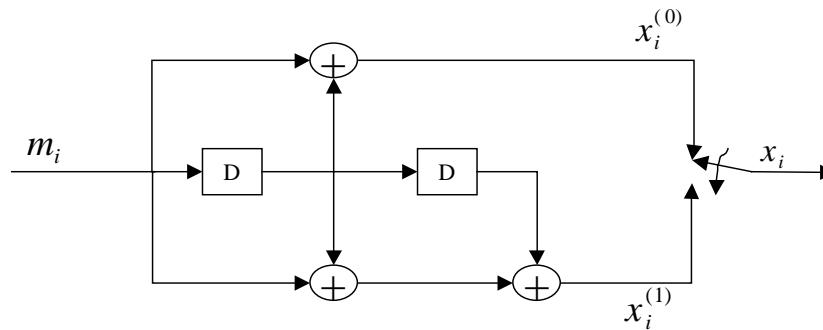 x_i^{(0)}
+
m_i
D
D
x_i
+
+
x_i^{(1)}